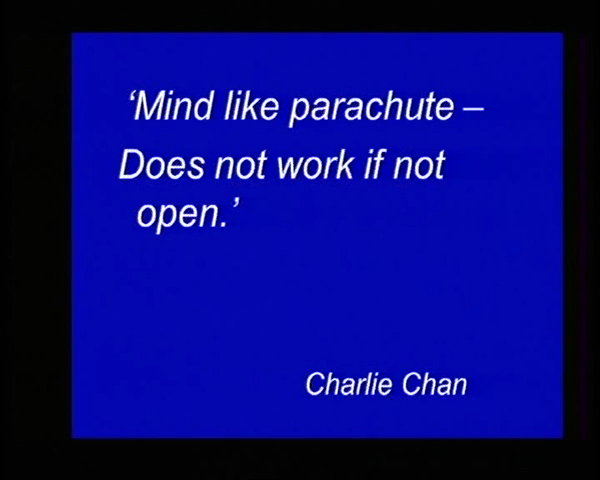 ‘Mind like parachute –
Does not work if not
open.’
Charlie Chan